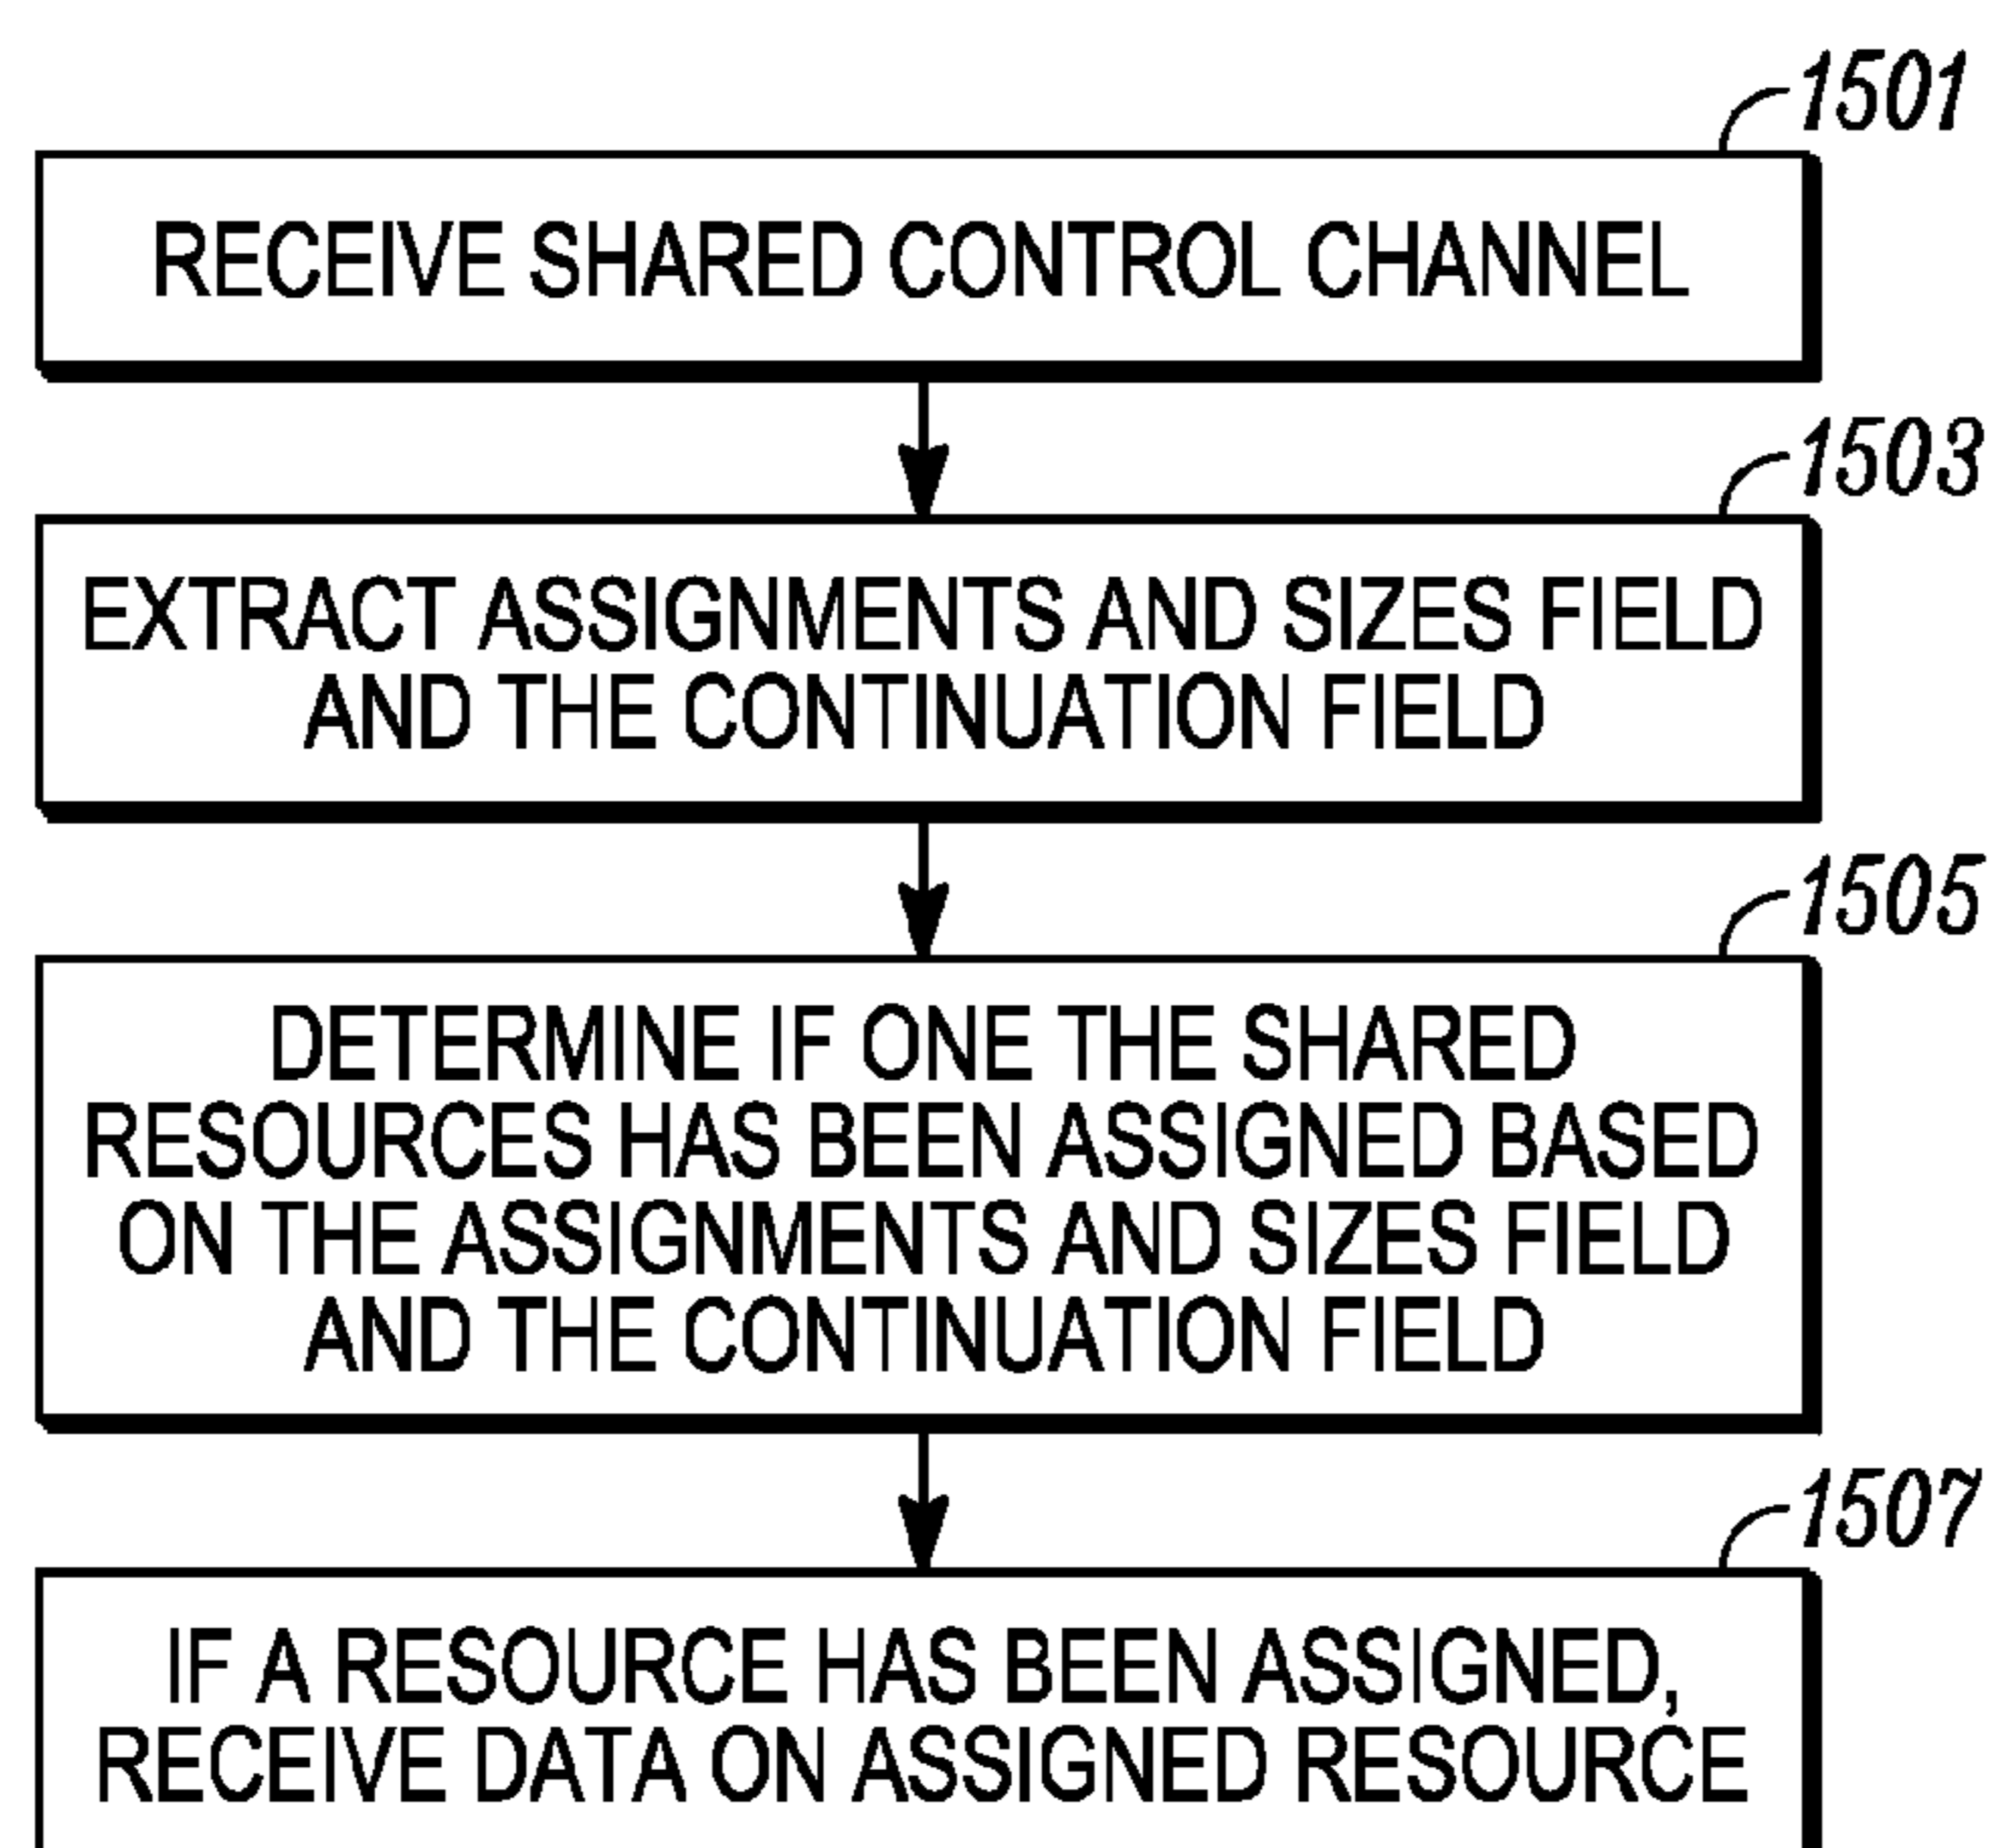 1501
RECEIVE SHARED CONTROL CHANNEL
1503
EXTRACT ASSIGNMENTS AND SIZES FIELD
AND THE CONTINUATION FIELD
1505
DETERMINE IF ONE THE SHARED
RESOURCES HAS BEEN ASSIGNED BASED
ON THE ASSIGNMENTS AND SIZES FIELD
AND THE CONTINUATION FIELD
1507
IF A RESOURCE HAS BEEN ASSIGNED,
RECEIVE DATA ON ASSIGNED RESOURCE